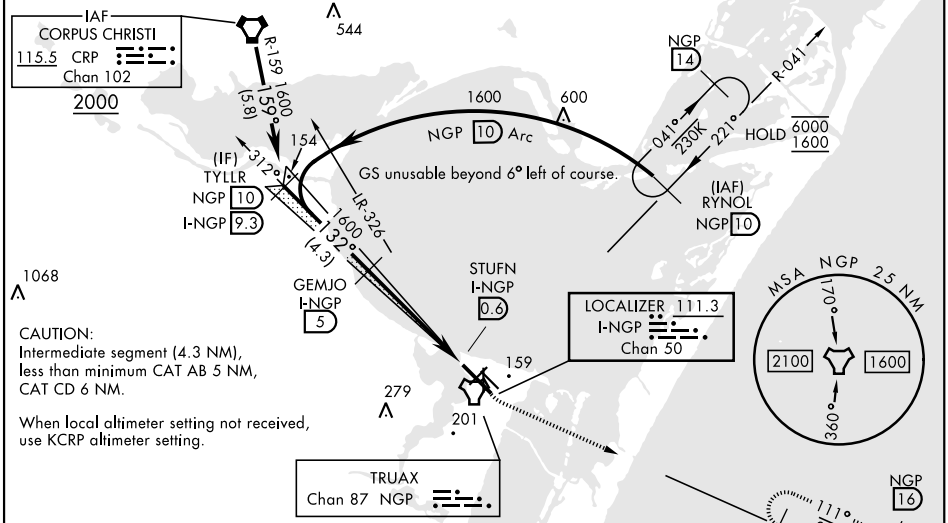 IAF
CORPUS CHRISTI
115.5 CRP
Chan 102
2000
R-159
1600
159°
(5.8)
544
154
312°
(IF)
TYLLR
NGP 10
I-NGP 9.3
1600
NGP 10 Arc
600
GS unusable beyond 6° left of course.
LR-326
1600
132°
(4.3)
GEMJO
I-NGP
5
STUFN
I-NGP
0.6
NGP
14
R-041
041°
230K
221°
HOLD 6000
1600
(IAF)
RYNOL
NGP 10
1068
CAUTION:
Intermediate segment (4.3 NM),
less than minimum CAT AB 5 NM,
CAT CD 6 NM.
When local altimeter setting not received,
use KCRP altimeter setting.
LOCALIZER 111.3
I-NGP
Chan 50
159
279
201
TRUAX
Chan 87 NGP
MSA NGP 25 NM
170°
2100
1600
360°
NGP
16
111°